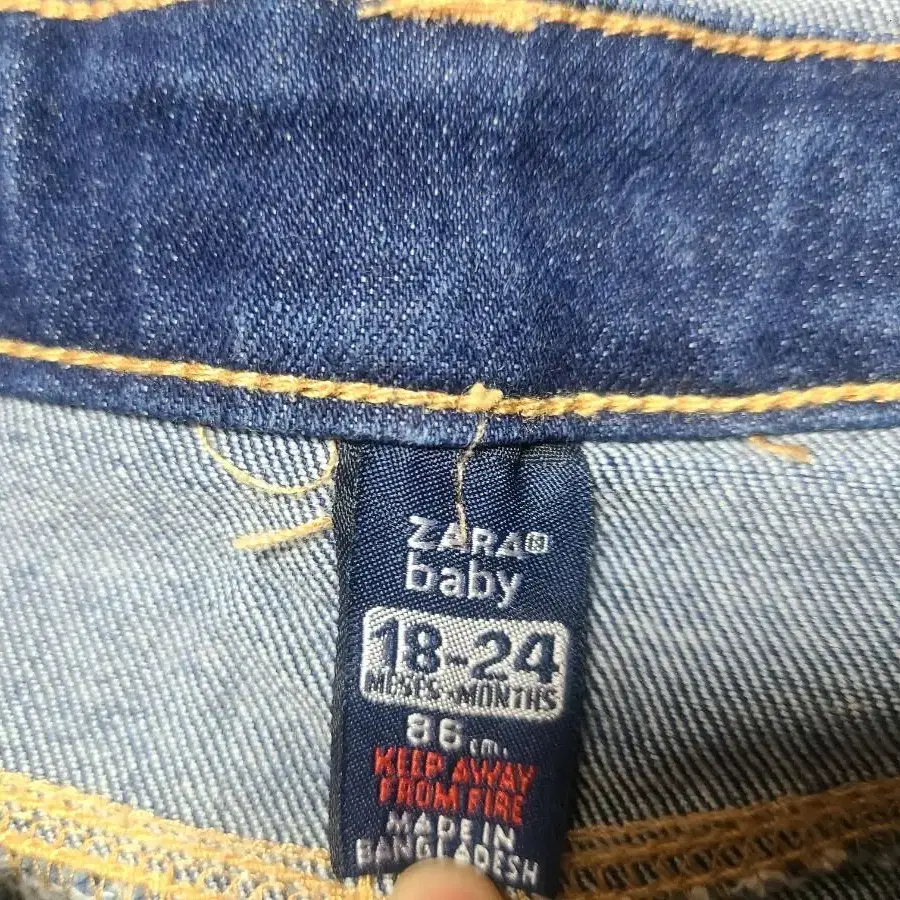 ZARA
baby
18-24
MESES-MONTHS
86 cm.
KEEP AWAY
FROM FIRE
MADE IN
BANGLADESH